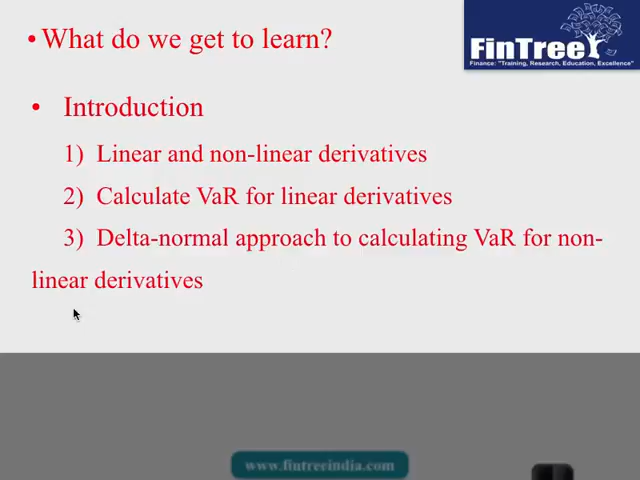 • What do we get to learn?
FinTree
Finance: "Training, Research, Education, Excellence"
• Introduction
1) Linear and non-linear derivatives
2) Calculate VaR for linear derivatives
3) Delta-normal approach to calculating VaR for non-
linear derivatives
www.fintreeindia.com